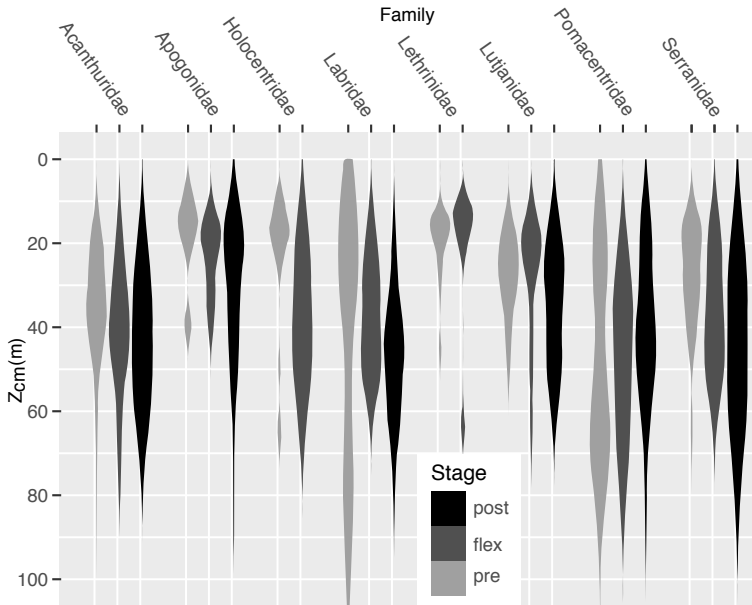 Family
Acanthuridae
Apogonidae
Holocentridae
Labridae
Lethrinidae
Lutjanidae
Pomacentridae
Serranidae
0
20
40
60
80
100
zcm(m)
Stage
post
flex
pre